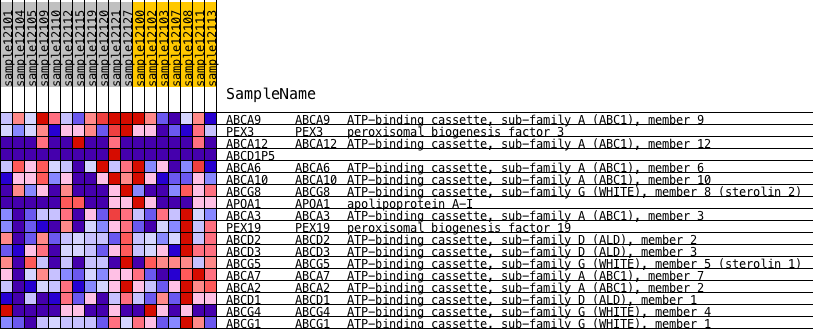 sample12101
sample12104
sample12105
sample12109
sample12110
sample12112
sample12115
sample12119
sample12120
sample12121
sample12127
sample12100
sample12102
sample12103
sample12107
sample12108
sample12111
sample12113
SampleName
ABCA9 ABCA9 ATP-binding cassette, sub-family A (ABC1), member 9
PEX3 PEX3 peroxisomal biogenesis factor 3
ABCA12 ABCA12 ATP-binding cassette, sub-family A (ABC1), member 12
ABCD1P5
ABCA6 ABCA6 ATP-binding cassette, sub-family A (ABC1), member 6
ABCA10 ABCA10 ATP-binding cassette, sub-family A (ABC1), member 10
ABCG8 ABCG8 ATP-binding cassette, sub-family G (WHITE), member 8 (sterolin 2)
APOA1 APOA1 apolipoprotein A-I
ABCA3 ABCA3 ATP-binding cassette, sub-family A (ABC1), member 3
PEX19 PEX19 peroxisomal biogenesis factor 19
ABCD2 ABCD2 ATP-binding cassette, sub-family D (ALD), member 2
ABCD3 ABCD3 ATP-binding cassette, sub-family D (ALD), member 3
ABCG5 ABCG5 ATP-binding cassette, sub-family G (WHITE), member 5 (sterolin 1)
ABCA7 ABCA7 ATP-binding cassette, sub-family A (ABC1), member 7
ABCA2 ABCA2 ATP-binding cassette, sub-family A (ABC1), member 2
ABCD1 ABCD1 ATP-binding cassette, sub-family D (ALD), member 1
ABCG4 ABCG4 ATP-binding cassette, sub-family G (WHITE), member 4
ABCG1 ABCG1 ATP-binding cassette, sub-family G (WHITE), member 1